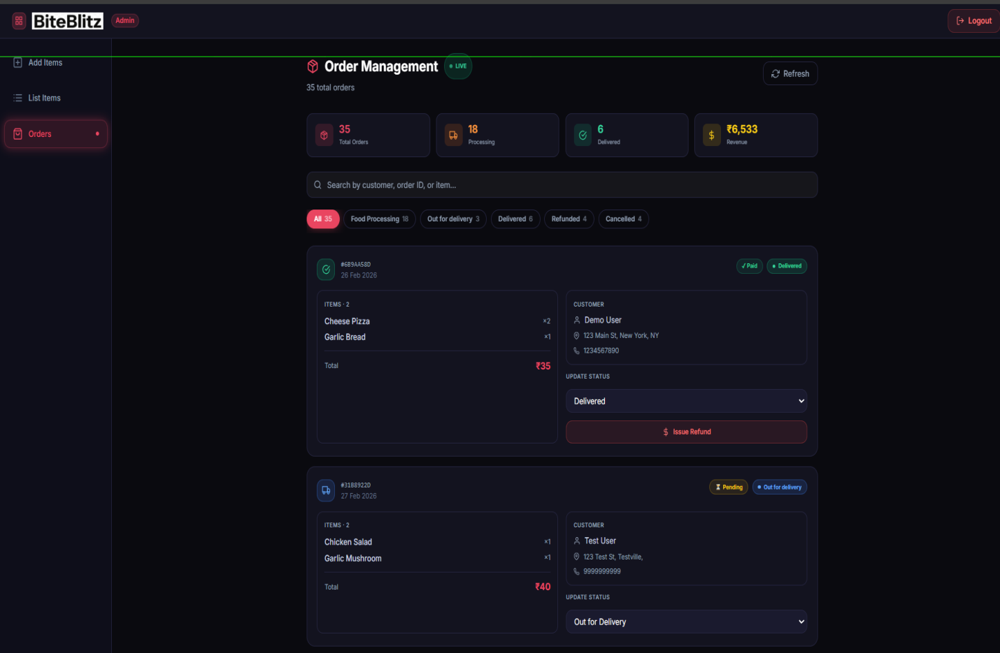 BiteBlitz Admin Logout
Add Items
List Items
Orders
Order Management LIVE
35 total orders
Refresh
35
Total Orders
18
Processing
6
Delivered
₹6,533
Revenue
Search by customer, order ID, or item...
All 35 Food Processing 18 Out for delivery 3 Delivered 6 Refunded 4 Cancelled 4
#6B9AA58D
26 Feb 2026
✓ Paid Delivered
ITEMS · 2
Cheese Pizza ×2
Garlic Bread ×1
Total ₹35
CUSTOMER
Demo User
123 Main St, New York, NY
1234567890
UPDATE STATUS
Delivered
$ Issue Refund
#31B8922D
27 Feb 2026
⏳ Pending Out for delivery
ITEMS · 2
Chicken Salad ×1
Garlic Mushroom ×1
Total ₹40
CUSTOMER
Test User
123 Test St, Testville,
9999999999
UPDATE STATUS
Out for Delivery